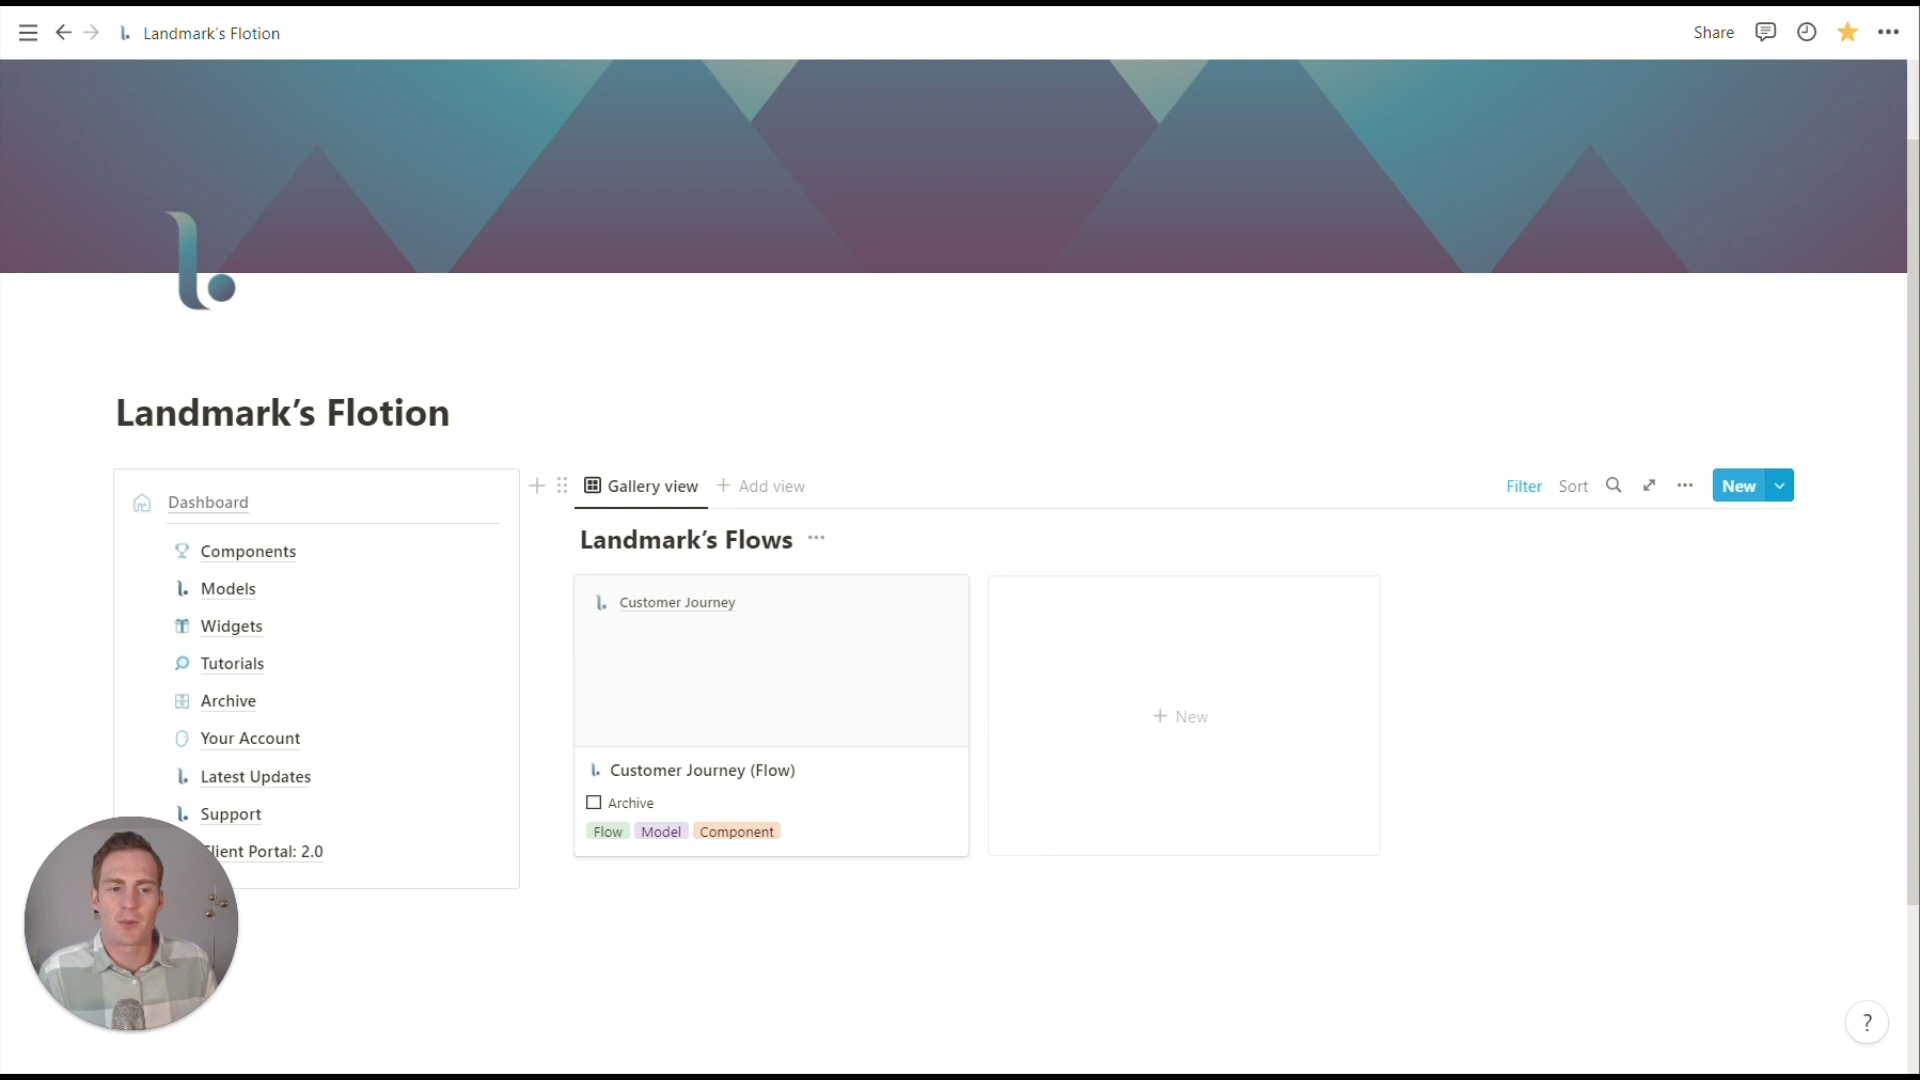 Landmark's Flotion
Share
Landmark's Flotion
Dashboard
Components
Models
Widgets
Tutorials
Archive
Your Account
Latest Updates
Support
Client Portal: 2.0
Gallery view
Add view
Filter
Sort
New
Landmark's Flows
Customer Journey
Customer Journey (Flow)
Archive
Flow Model Component
+ New
?